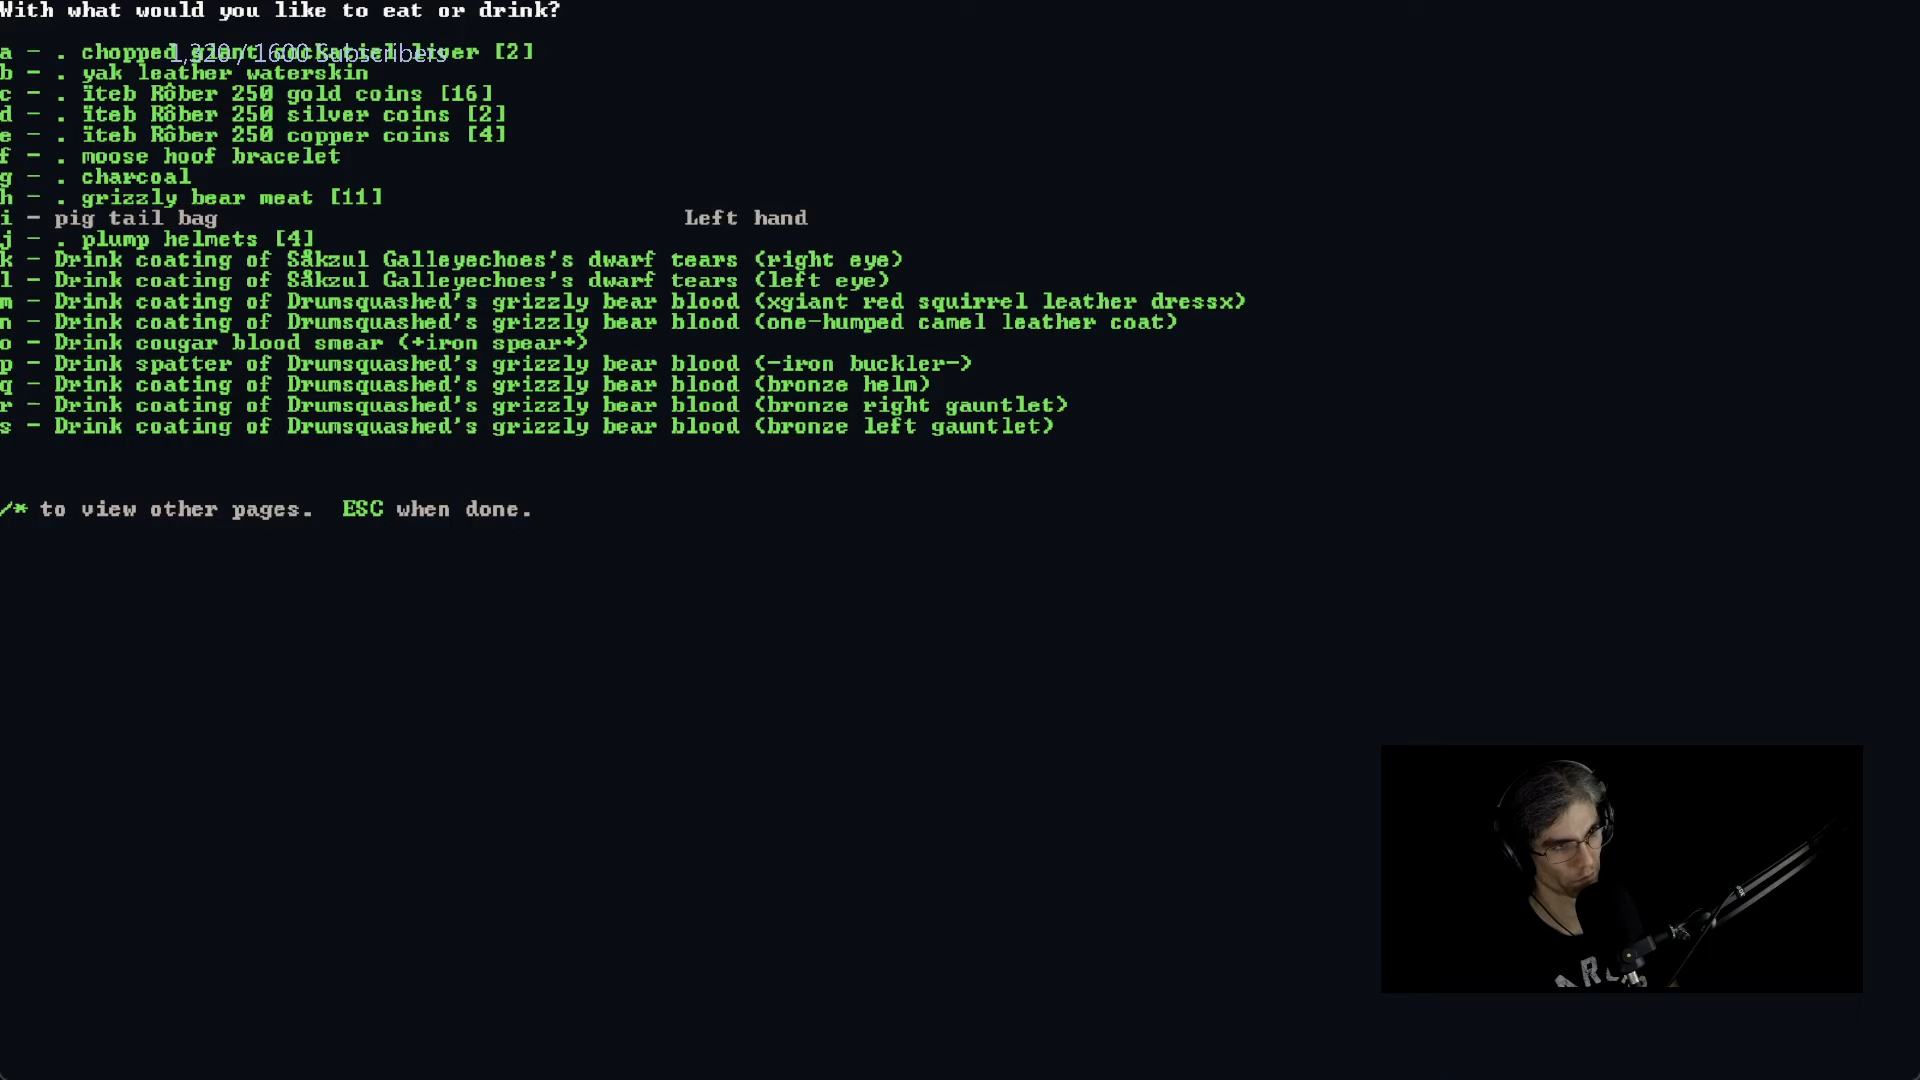 With what would you like to eat or drink?
a - . chopped giant cockatiel liver [2]
1,320 / 1600 Subscribers
b - . yak leather waterskin
c - . ïteb Rôber 250 gold coins [16]
d - . ïteb Rôber 250 silver coins [2]
e - . ïteb Rôber 250 copper coins [4]
f - . moose hoof bracelet
g - . charcoal
h - . grizzly bear meat [11]
i - pig tail bag Left hand
j - . plump helmets [4]
k - Drink coating of Såkzul Galleyechoes's dwarf tears (right eye)
l - Drink coating of Såkzul Galleyechoes's dwarf tears (left eye)
m - Drink coating of Drumsquashed's grizzly bear blood (xgiant red squirrel leather dressx)
n - Drink coating of Drumsquashed's grizzly bear blood (one-humped camel leather coat)
o - Drink cougar blood smear (+iron spear+)
p - Drink spatter of Drumsquashed's grizzly bear blood (-iron buckler-)
q - Drink coating of Drumsquashed's grizzly bear blood (bronze helm)
r - Drink coating of Drumsquashed's grizzly bear blood (bronze right gauntlet)
s - Drink coating of Drumsquashed's grizzly bear blood (bronze left gauntlet)
/* to view other pages. ESC when done.